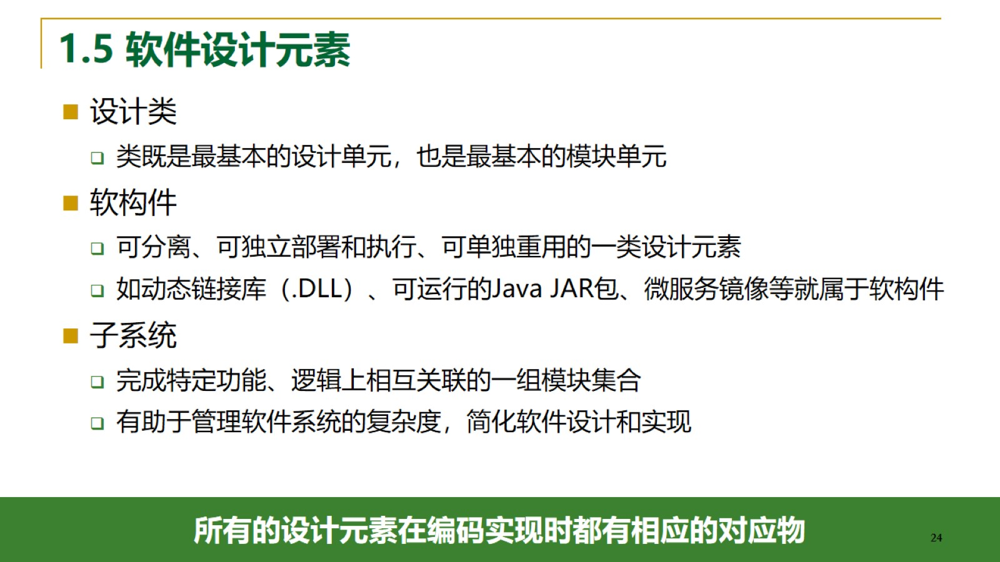 1.5 软件设计元素
设计类
类既是最基本的设计单元，也是最基本的模块单元
软构件
可分离、可独立部署和执行、可单独重用的一类设计元素
如动态链接库（.DLL）、可运行的Java JAR包、微服务镜像等就属于软构件
子系统
完成特定功能、逻辑上相互关联的一组模块集合
有助于管理软件系统的复杂度，简化软件设计和实现
所有的设计元素在编码实现时都有相应的对应物
24